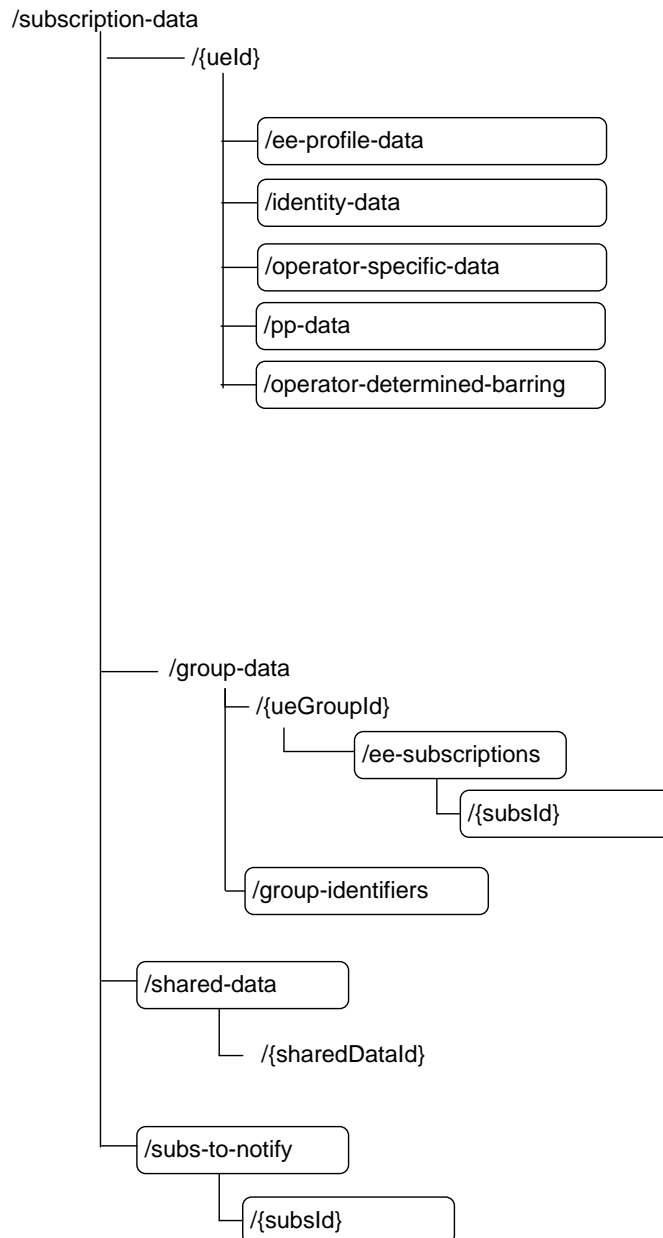 /subscription-data
/{ueId}
/ee-profile-data
/identity-data
/operator-specific-data
/pp-data
/operator-determined-barring
/group-data
/{ueGroupId}
/ee-subscriptions
/{subsId}
/group-identifiers
/shared-data
/{sharedDataId}
/subs-to-notify
/{subsId}